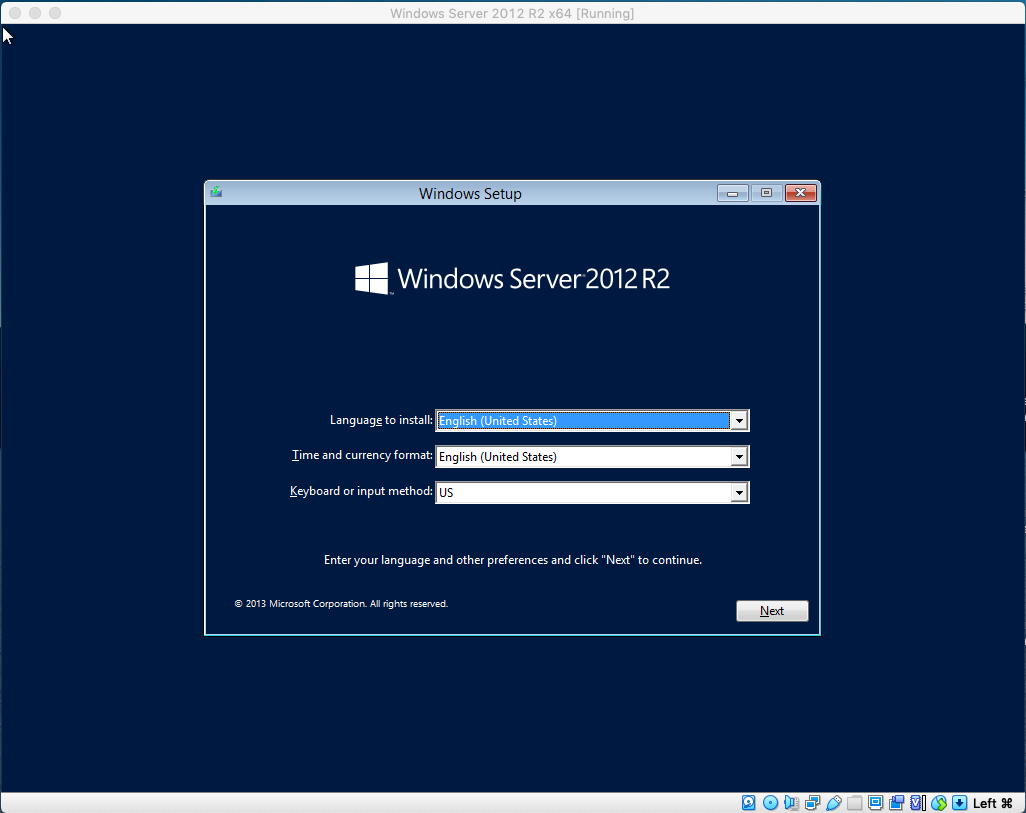 Windows Server 2012 R2 x64 [Running]
Windows Setup
Windows Server 2012 R2
Language to install: English (United States)
Time and currency format: English (United States)
Keyboard or input method: US
Enter your language and other preferences and click "Next" to continue.
© 2013 Microsoft Corporation. All rights reserved.
Next
Left ⌘